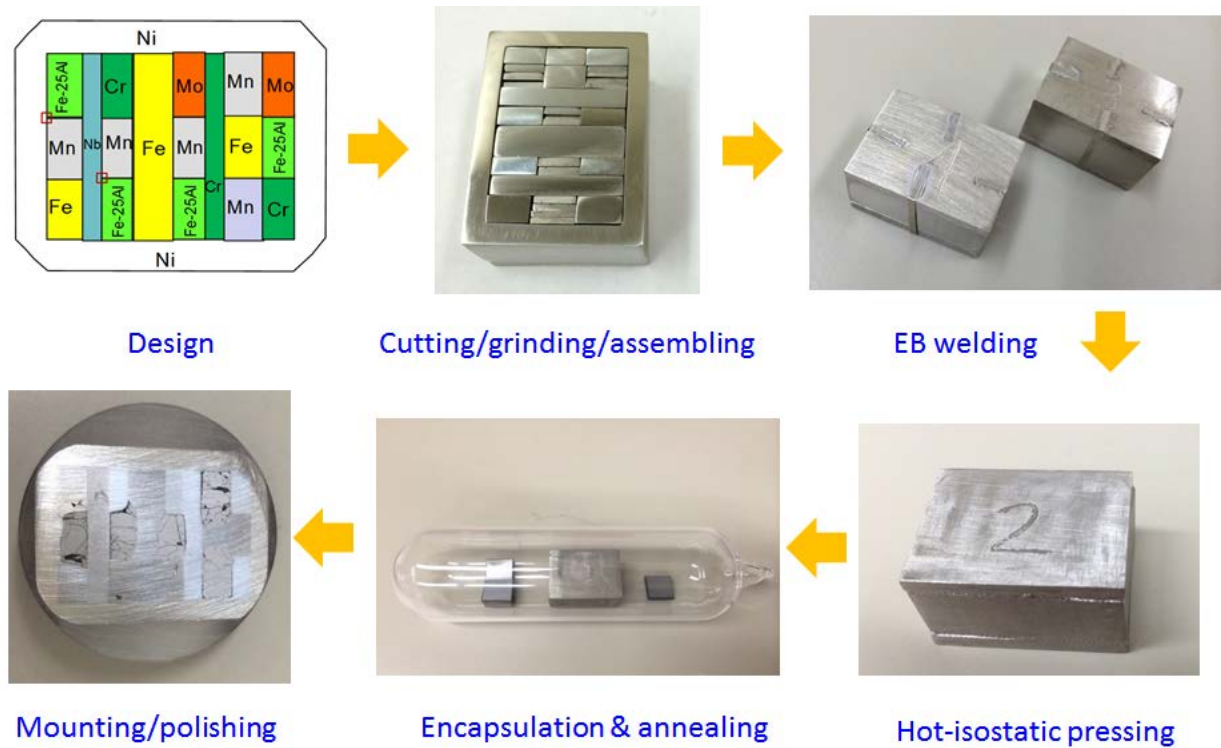 Ni
Fe-25Al
Nb
Cr
Fe
Mo
Mn
Mo
Mn
Mn
Mn
Fe
Fe-25Al
Fe
Fe-25Al
Fe-25Al
Cr
Mn
Cr
Ni
Design
Cutting/grinding/assembling
EB welding
2
Mounting/polishing
Encapsulation & annealing
Hot-isostatic pressing